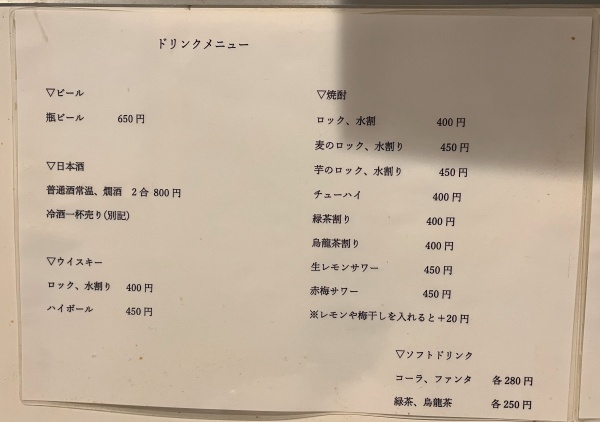 ドリンクメニュー
▽ビール
瓶ビール 650円
▽日本酒
普通酒常温、燗酒 2合 800円
冷酒一杯売り(別記)
▽ウイスキー
ロック、水割り 400円
ハイボール 450円
▽焼酎
ロック、水割 400円
麦のロック、水割り 450円
芋のロック、水割り 450円
チューハイ 400円
緑茶割り 400円
烏龍茶割り 400円
生レモンサワー 450円
赤梅サワー 450円
※レモンや梅干しを入れると+20円
▽ソフトドリンク
コーラ、ファンタ 各280円
緑茶、烏龍茶 各250円